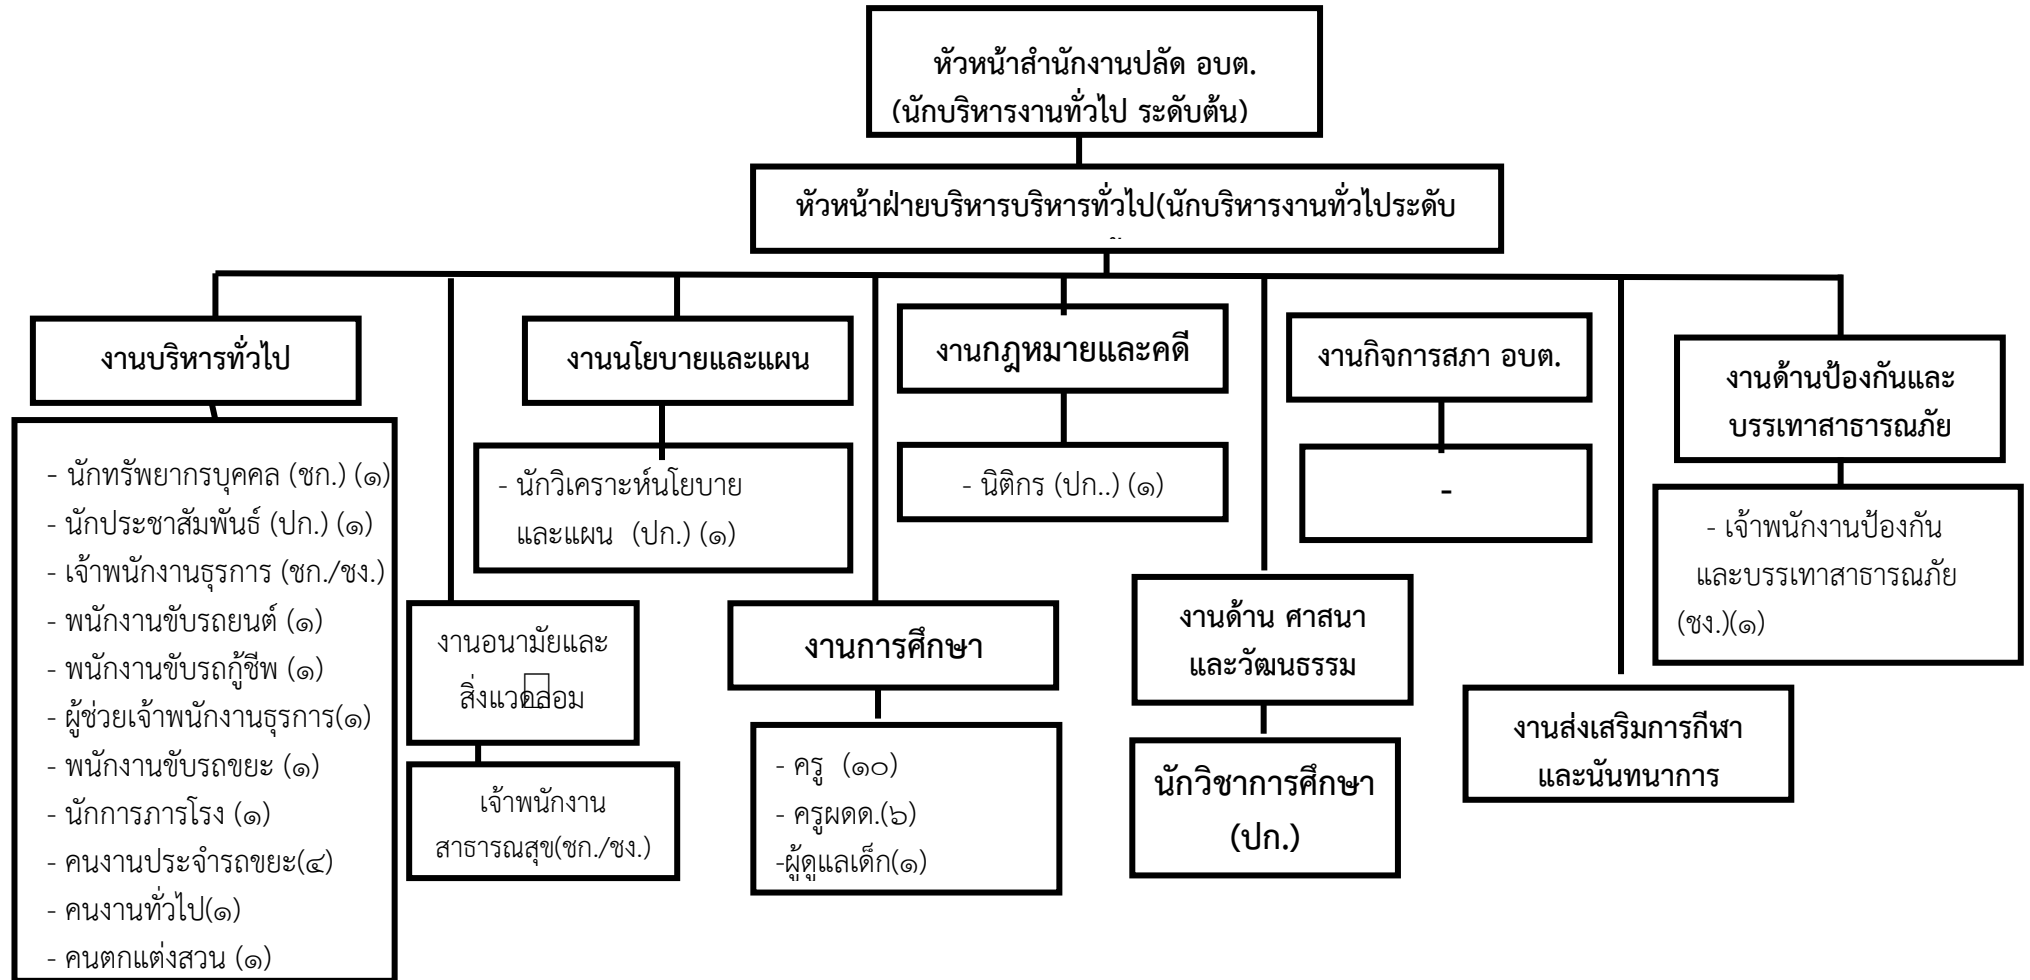 หัวหน้าสำนักงานปลัด อบต.
(นักบริหารงานทั่วไป ระดับต้น)
หัวหน้าฝ่ายบริหารบริหารทั่วไป(นักบริหารงานทั่วไประดับ
งานบริหารทั่วไป
- นักทรัพยากรบุคคล (ชก.) (๑)
- นักประชาสัมพันธ์ (ปก.) (๑)
- เจ้าพนักงานธุรการ (ชก./ชง.)
- พนักงานขับรถยนต์ (๑)
- พนักงานขับรถกู้ชีพ (๑)
- ผู้ช่วยเจ้าพนักงานธุรการ(๑)
- พนักงานขับรถขยะ (๑)
- นักการภารโรง (๑)
- คนงานประจำรถขยะ(๔)
- คนงานทั่วไป(๑)
- คนตกแต่งสวน (๑)
งานอนามัยและ
สิ่งแวดล้อม
เจ้าพนักงาน
สาธารณสุข(ชก./ชง.)
งานนโยบายและแผน
- นักวิเคราะห์นโยบาย
และแผน (ปก.) (๑)
งานการศึกษา
- ครู (๑๐)
- ครูผดด.(๖)
-ผู้ดูแลเด็ก(๑)
งานกฎหมายและคดี
- นิติกร (ปก..) (๑)
งานด้าน ศาสนา
และวัฒนธรรม
นักวิชาการศึกษา
(ปก.)
งานกิจการสภา อบต.
-
งานส่งเสริมการกีฬา
และนันทนาการ
งานด้านป้องกันและ
บรรเทาสาธารณภัย
- เจ้าพนักงานป้องกัน
และบรรเทาสาธารณภัย
(ชง.)(๑)